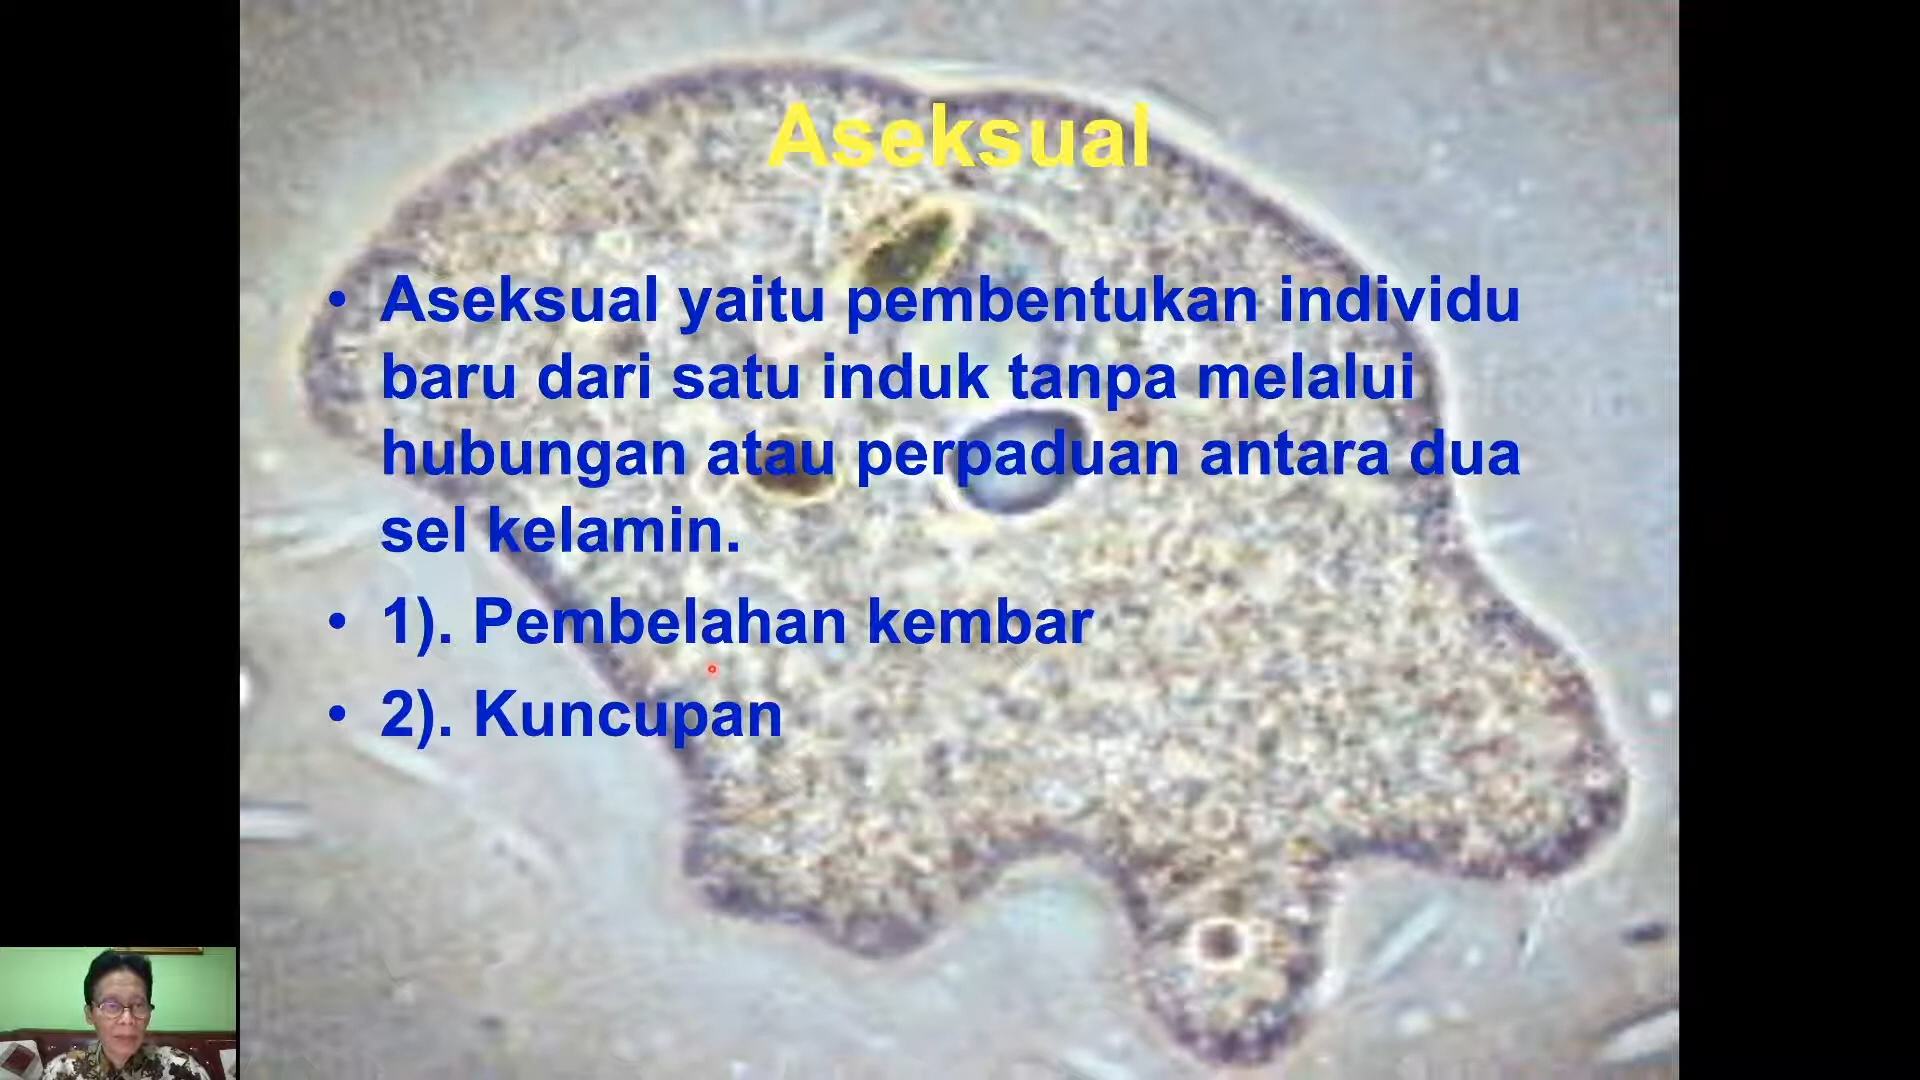 Aseksual
• Aseksual yaitu pembentukan individu
baru dari satu induk tanpa melalui
hubungan atau perpaduan antara dua
sel kelamin.
• 1). Pembelahan kembar
• 2). Kuncupan